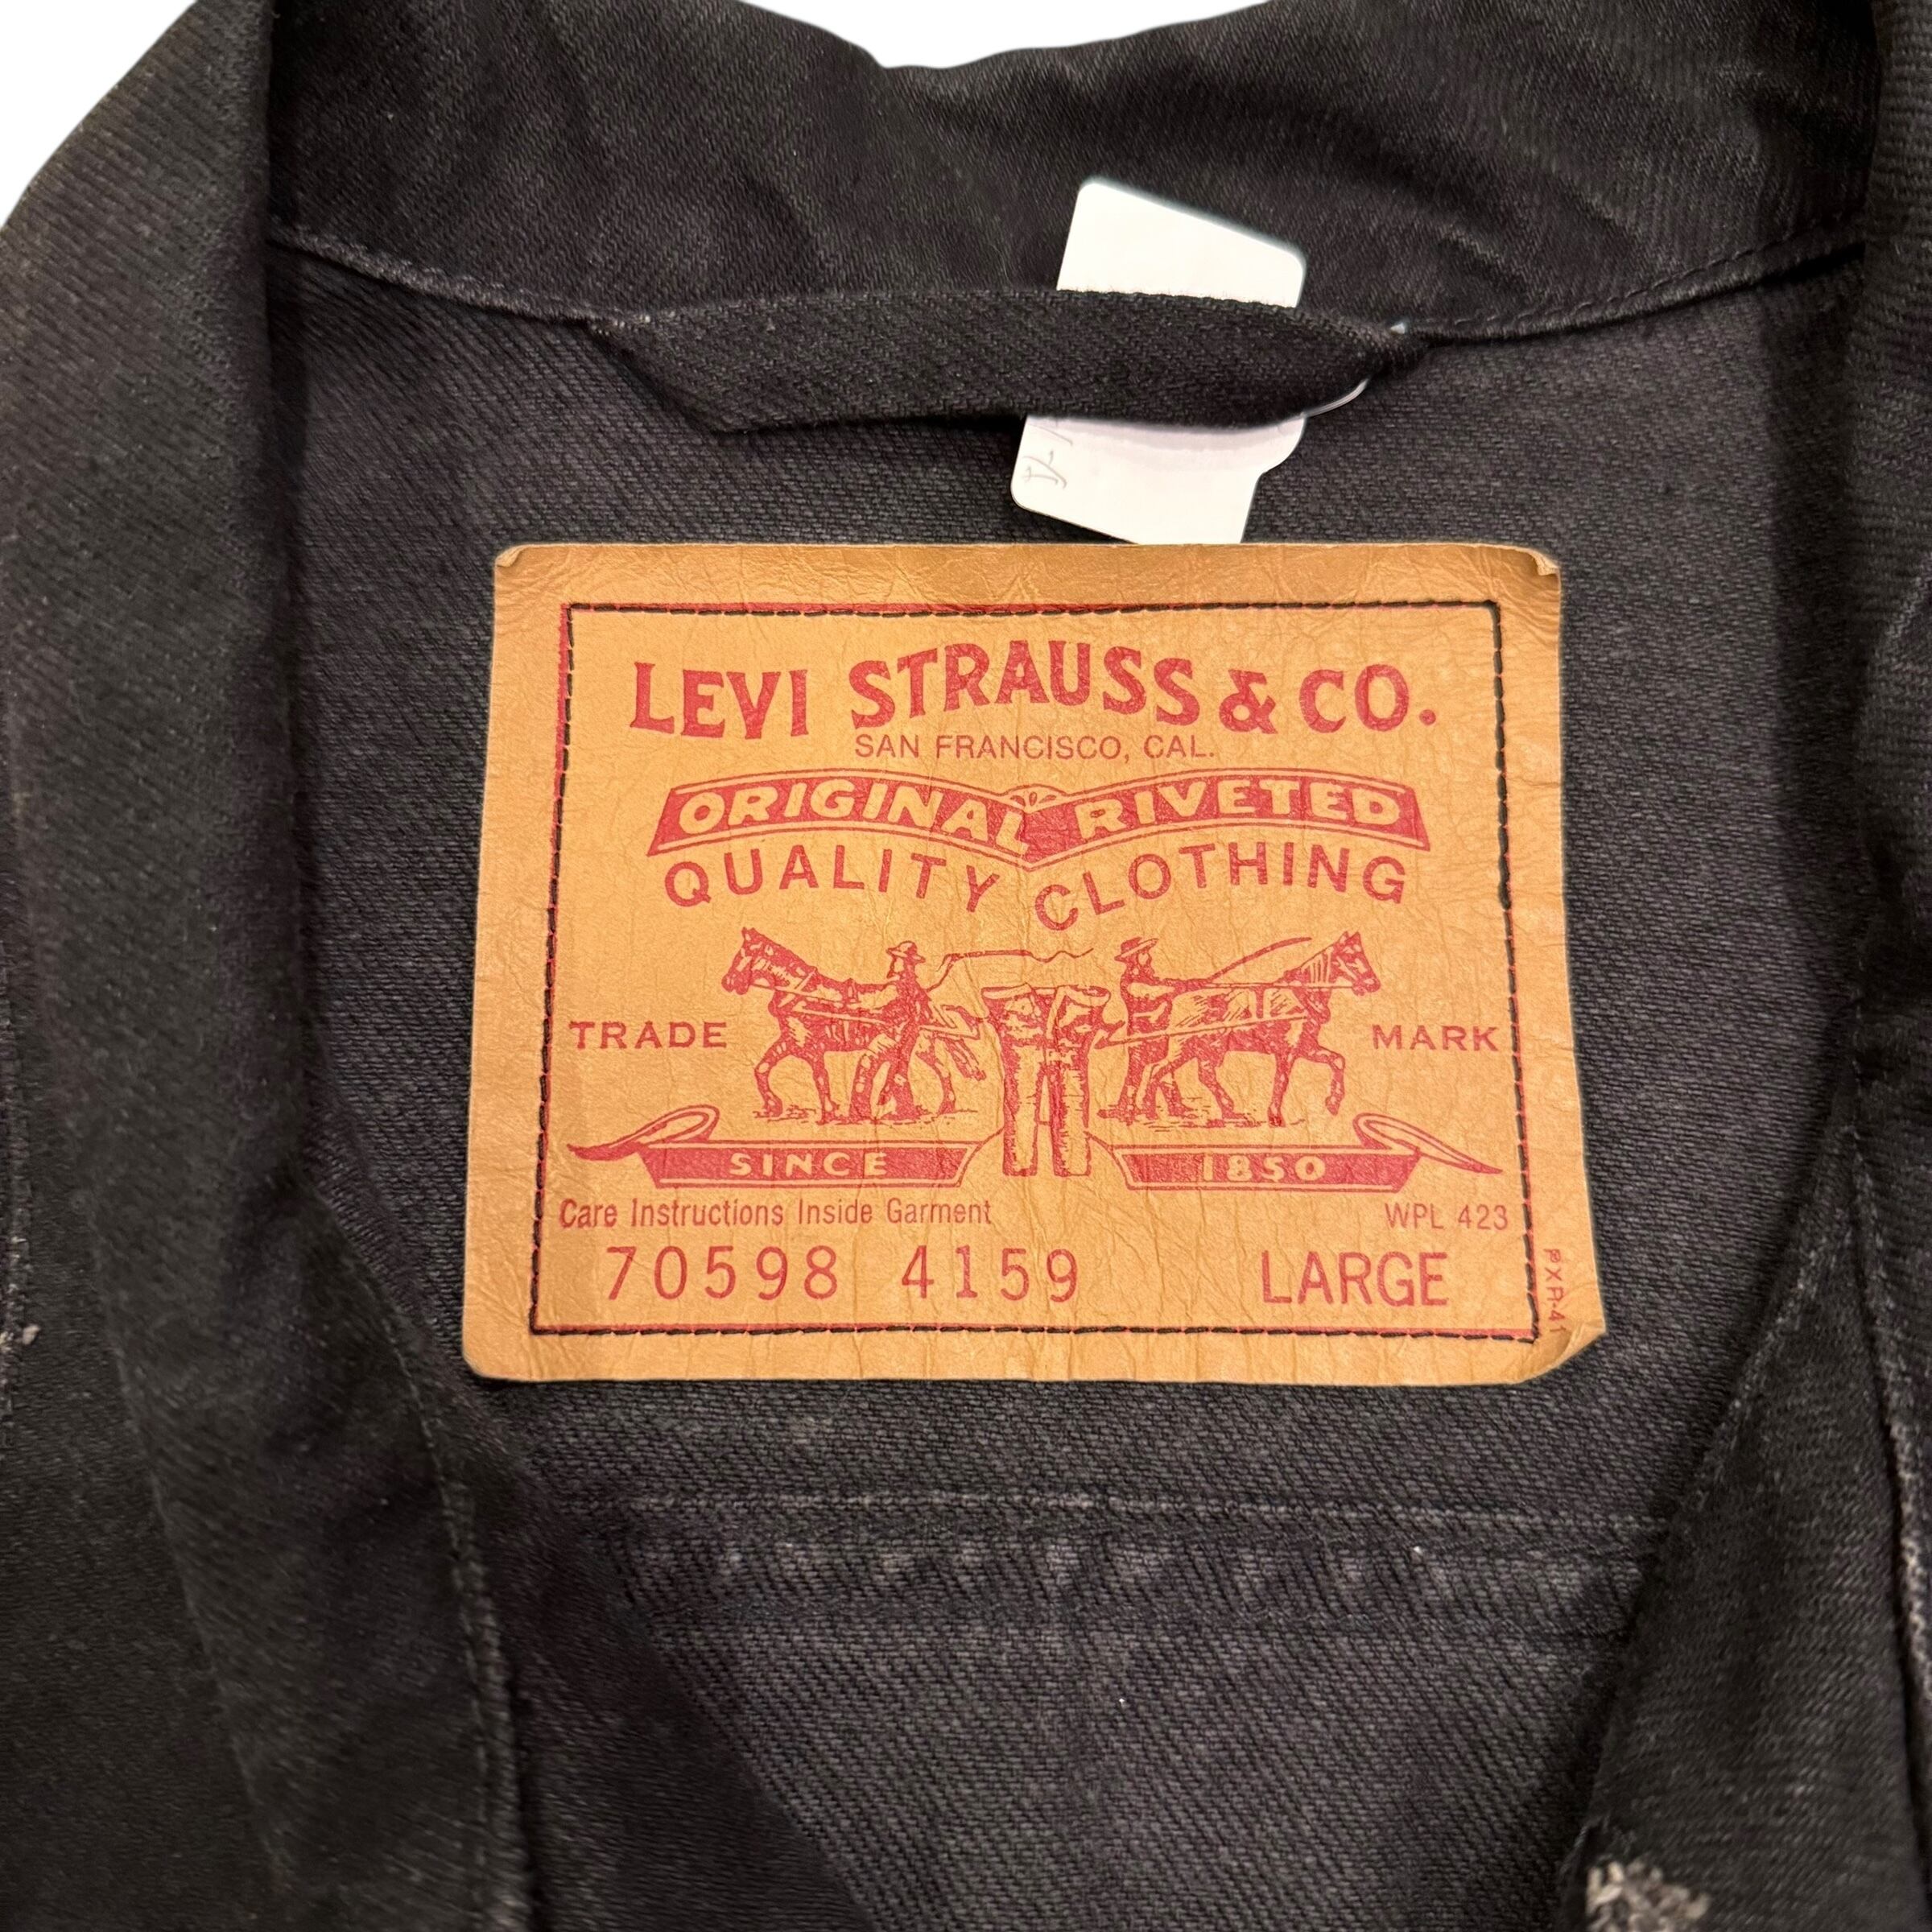 LEVI STRAUSS & CO.
SAN FRANCISCO, CAL.
ORIGINAL RIVETED
QUALITY CLOTHING
TRADE MARK
SINCE 1850
Care Instructions Inside Garment WPL 423
70598 4159 LARGE